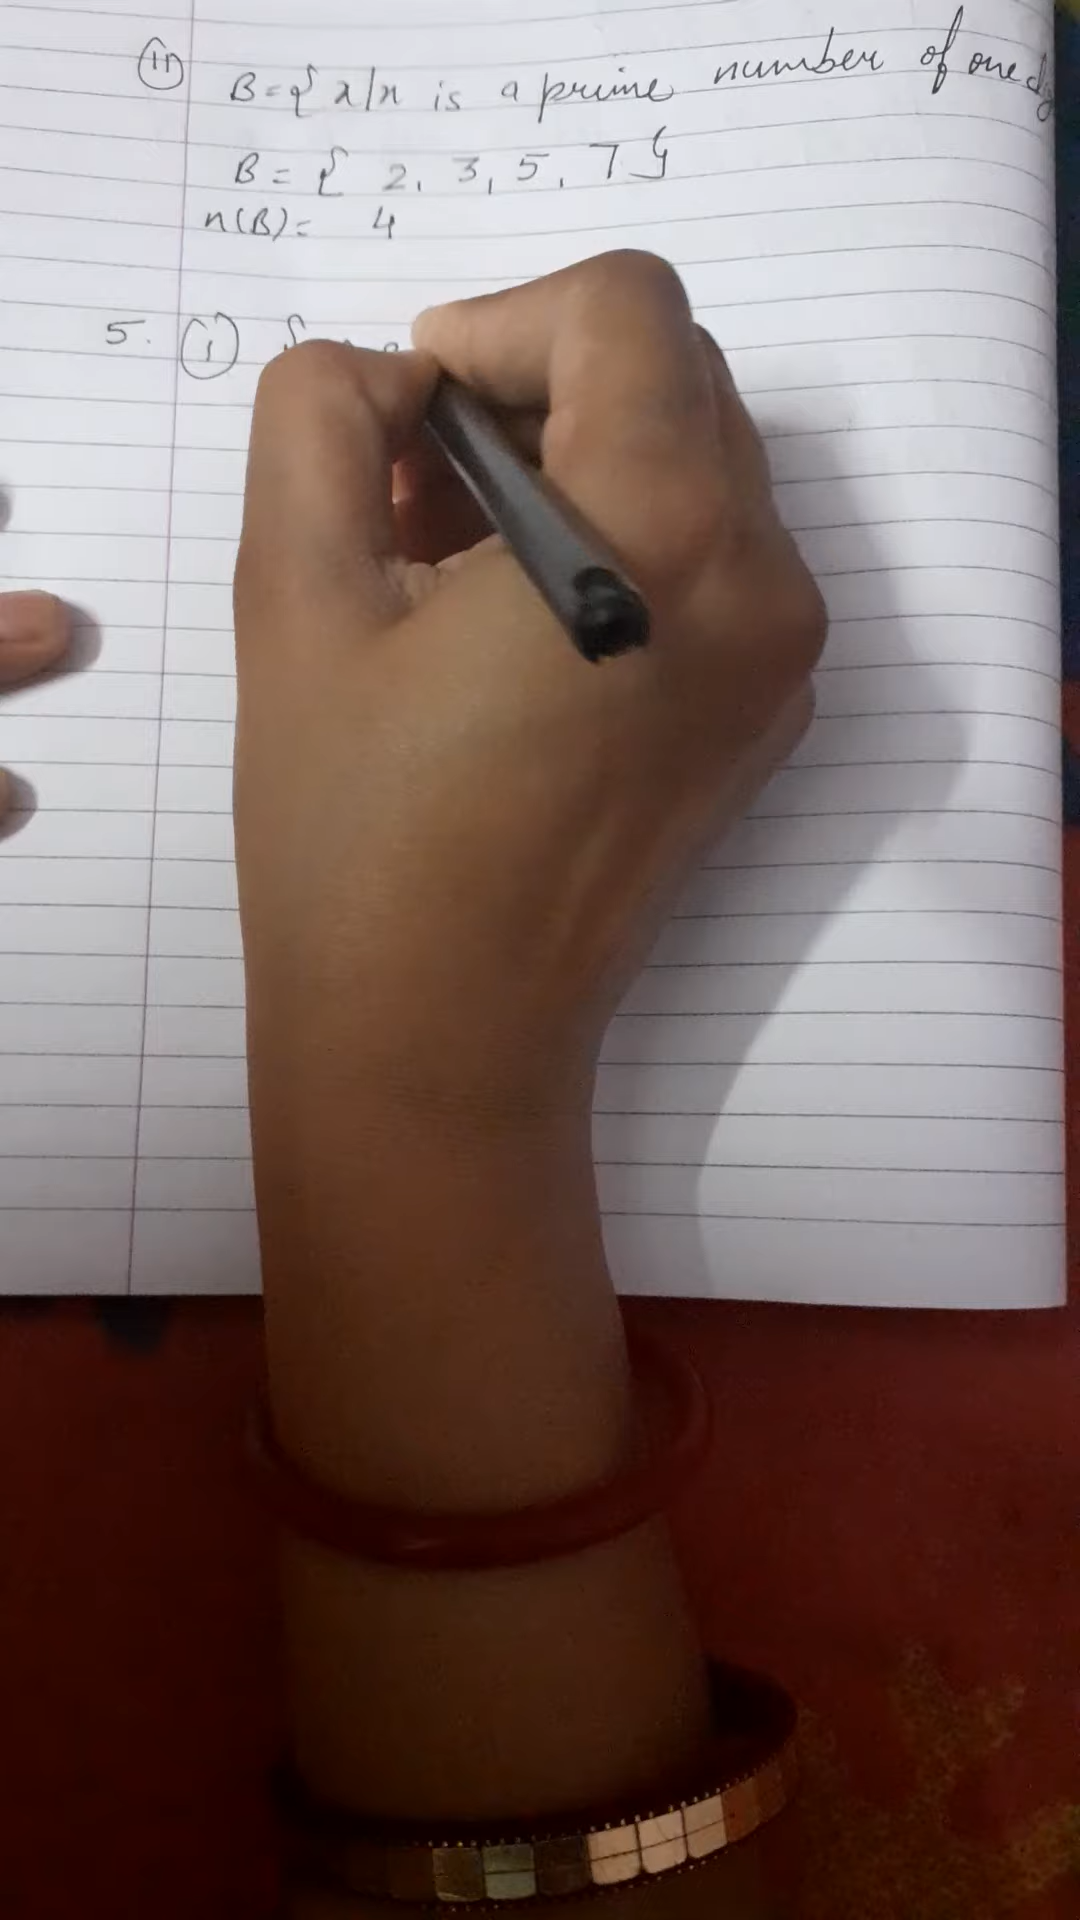 (ii) B = { x/x is a prime number of one
B = { 2, 3, 5, 7 }
n(B) = 4
5. (i)